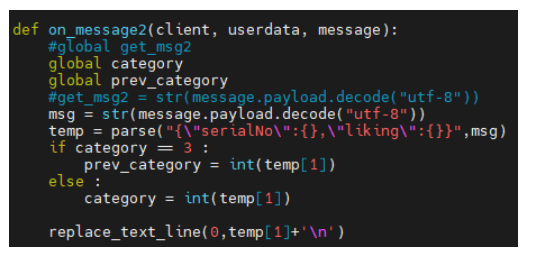 def on_message2(client, userdata, message):
    #global get_msg2
    global category
    global prev_category
    #get_msg2 = str(message.payload.decode("utf-8"))
    msg = str(message.payload.decode("utf-8"))
    temp = parse("{\"serialNo\":{},\"liking\":{}}",msg)
    if category == 3 :
        prev_category = int(temp[1])
    else :
        category = int(temp[1])
    replace_text_line(0,temp[1]+'\n')